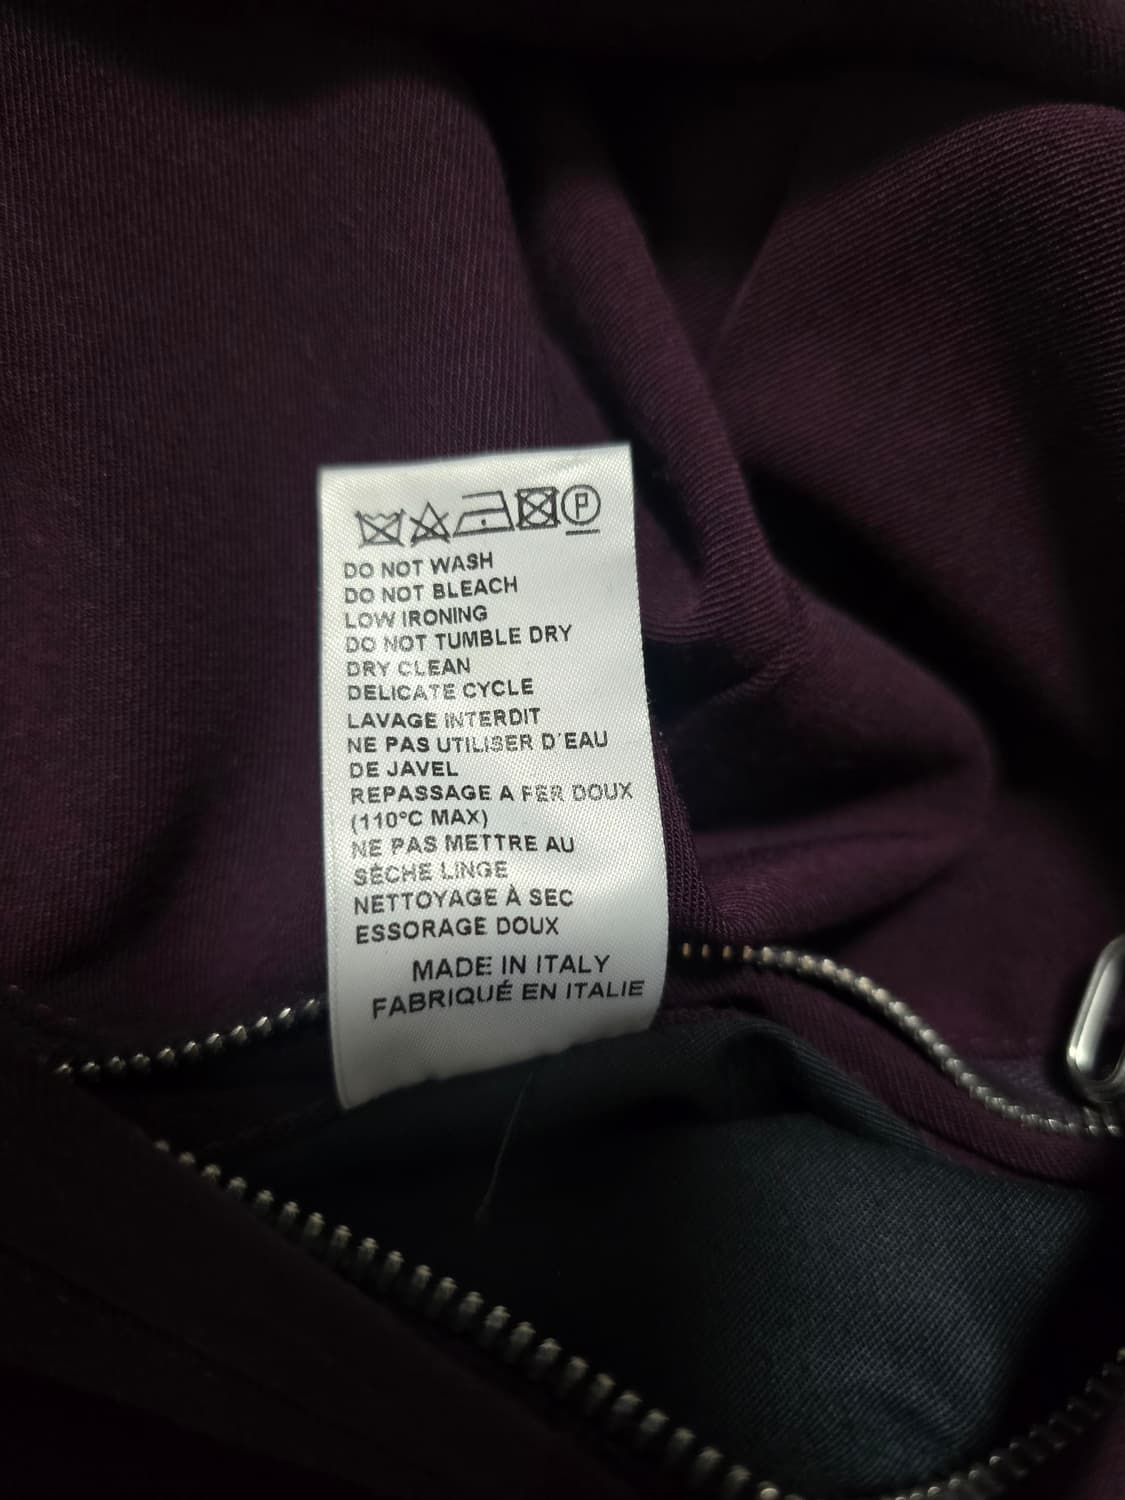 P
DO NOT WASH
DO NOT BLEACH
LOW IRONING
DO NOT TUMBLE DRY
DRY CLEAN
DELICATE CYCLE
LAVAGE INTERDIT
NE PAS UTILISER D'EAU
DE JAVEL
REPASSAGE A FER DOUX
(110°C MAX)
NE PAS METTRE AU
SÈCHE LINGE
NETTOYAGE À SEC
ESSORAGE DOUX
MADE IN ITALY
FABRIQUÉ EN ITALIE